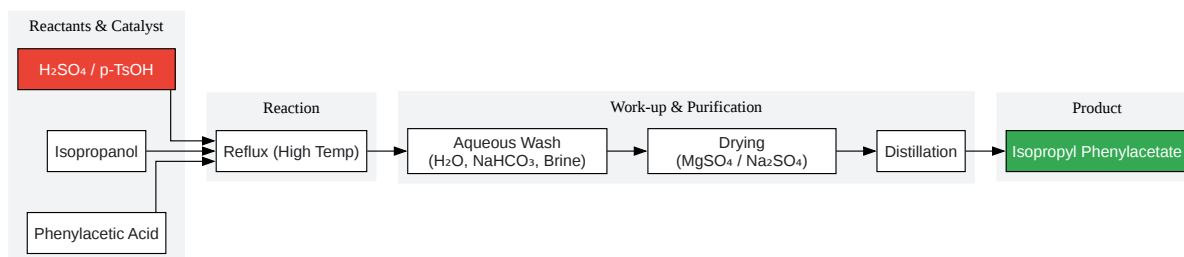 Reactants & Catalyst
H₂SO₄ / p-TsOH
Isopropanol
Phenylacetic Acid
Reaction
Reflux (High Temp)
Work-up & Purification
Aqueous Wash
(H₂O, NaHCO₃, Brine)
Drying
(MgSO₄ / Na₂SO₄)
Distillation
Product
Isopropyl Phenylacetate